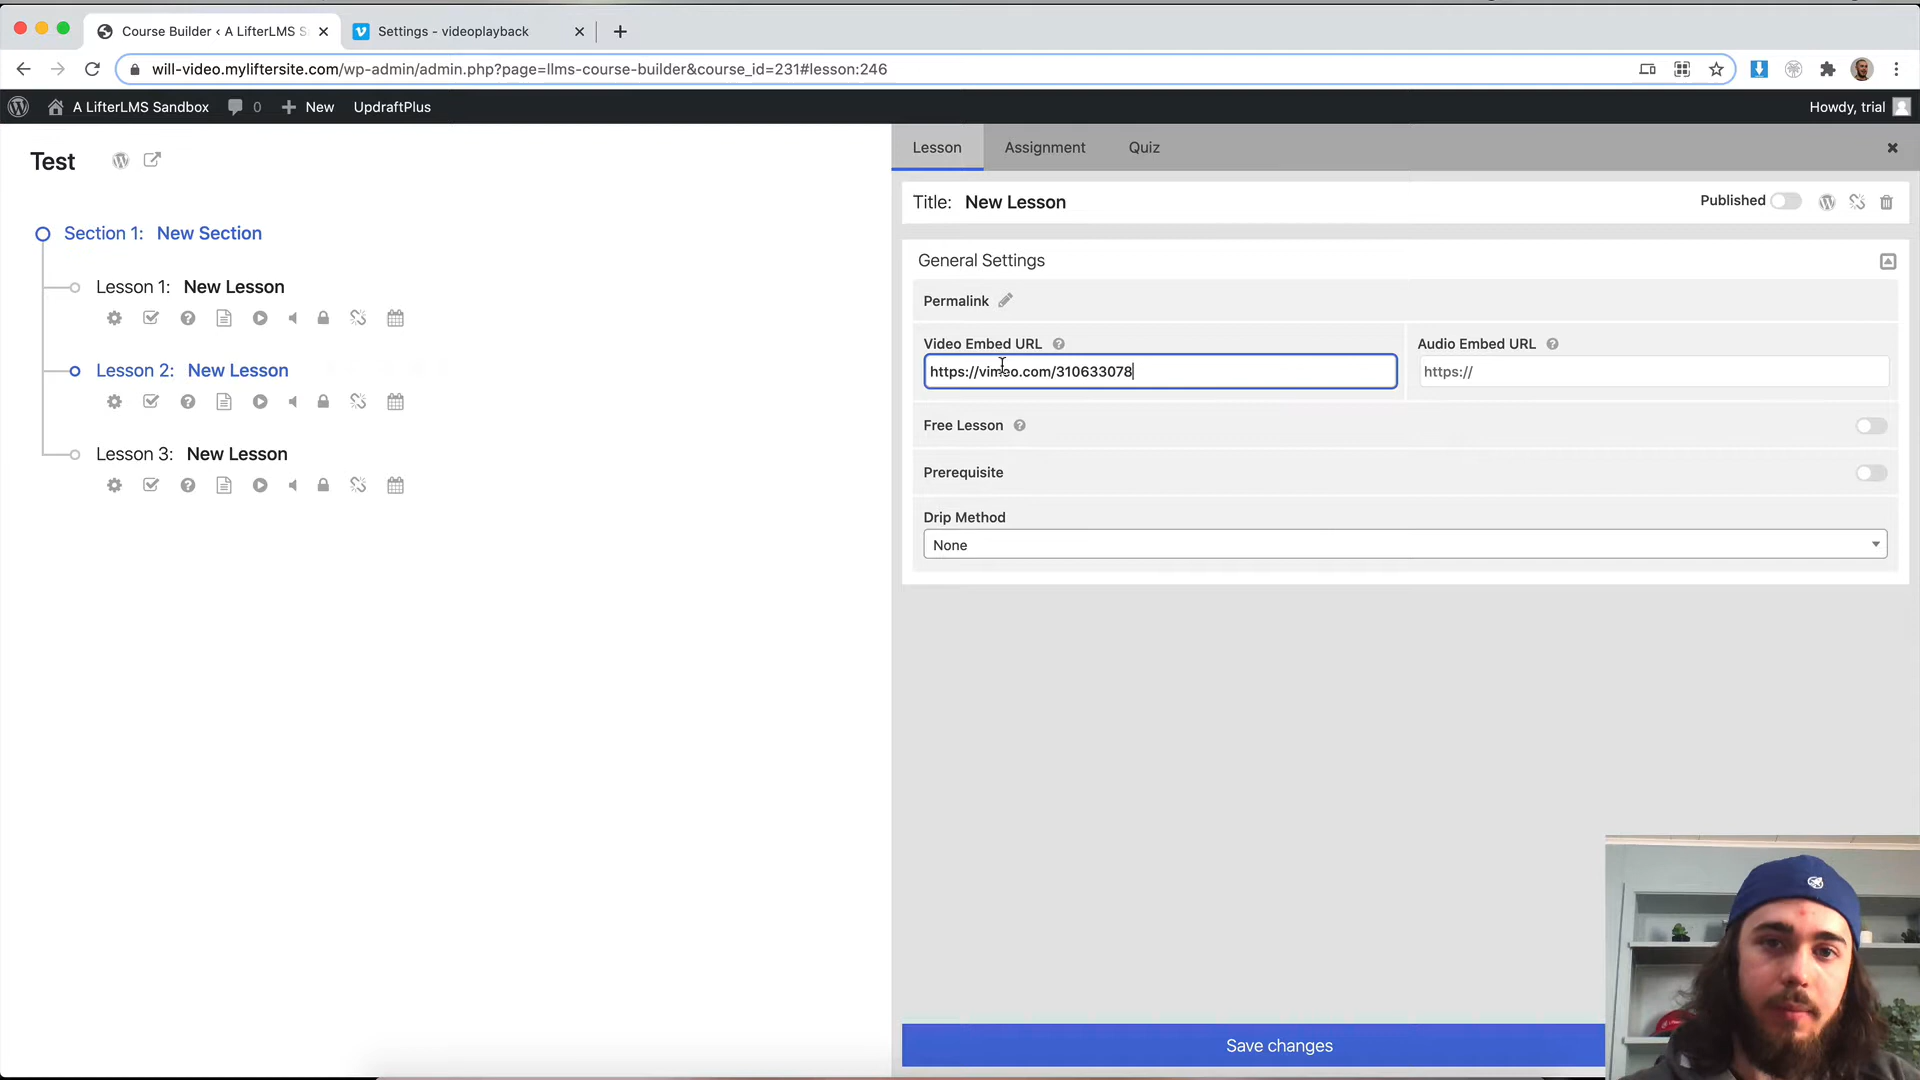 Course Builder ‹ A LifterLMS S
Settings - videoplayback
will-video.myliftersite.com/wp-admin/admin.php?page=llms-course-builder&course_id=231#lesson:246
A LifterLMS Sandbox 0 New UpdraftPlus Howdy, trial
Test
Section 1: New Section
Lesson 1: New Lesson
Lesson 2: New Lesson
Lesson 3: New Lesson
Lesson Assignment Quiz
Title: New Lesson Published
General Settings
Permalink
Video Embed URL Audio Embed URL
https://vimeo.com/310633078 https://
Free Lesson
Prerequisite
Drip Method
None
Save changes